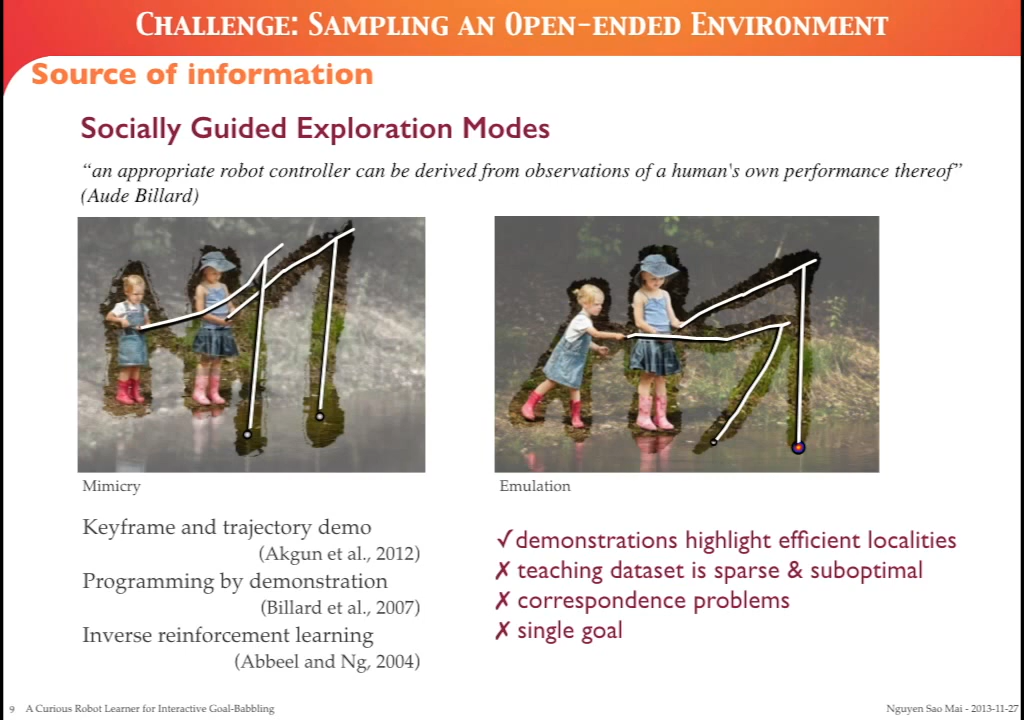 CHALLENGE: SAMPLING AN OPEN-ENDED ENVIRONMENT
Source of information
Socially Guided Exploration Modes
“an appropriate robot controller can be derived from observations of a human's own performance thereof”
(Aude Billard)
Mimicry
Emulation
Keyframe and trajectory demo
(Akgun et al., 2012)
Programming by demonstration
(Billard et al., 2007)
Inverse reinforcement learning
(Abbeel and Ng, 2004)
✓demonstrations highlight efficient localities
✗ teaching dataset is sparse & suboptimal
✗ correspondence problems
✗ single goal
9 A Curious Robot Learner for Interactive Goal-Babbling
Nguyen Sao Mai - 2013-11-27